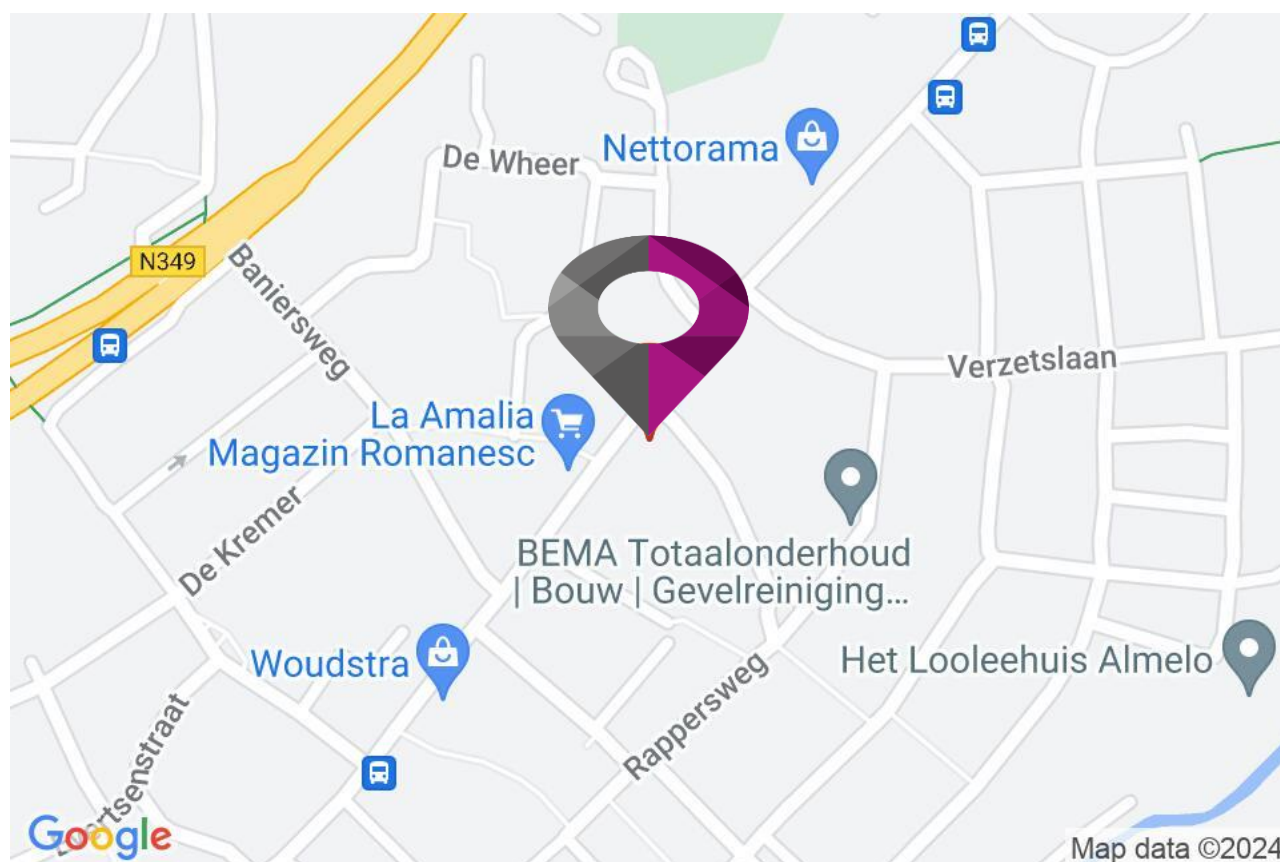 De Wheer
Nettorama
N349
Baniersweg
Verzetslaan
La Amalia
Magazin Romanesc
De Kremer
BEMA Totaalonderhoud
| Bouw | Gevelreiniging...
Woudstra
Het Looleehuis Almelo
Rappersweg
Google
Map data ©2024